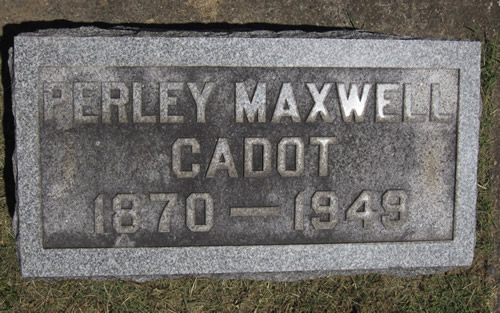 PERLEY MAXWELL
CADOT
1870 — 1949